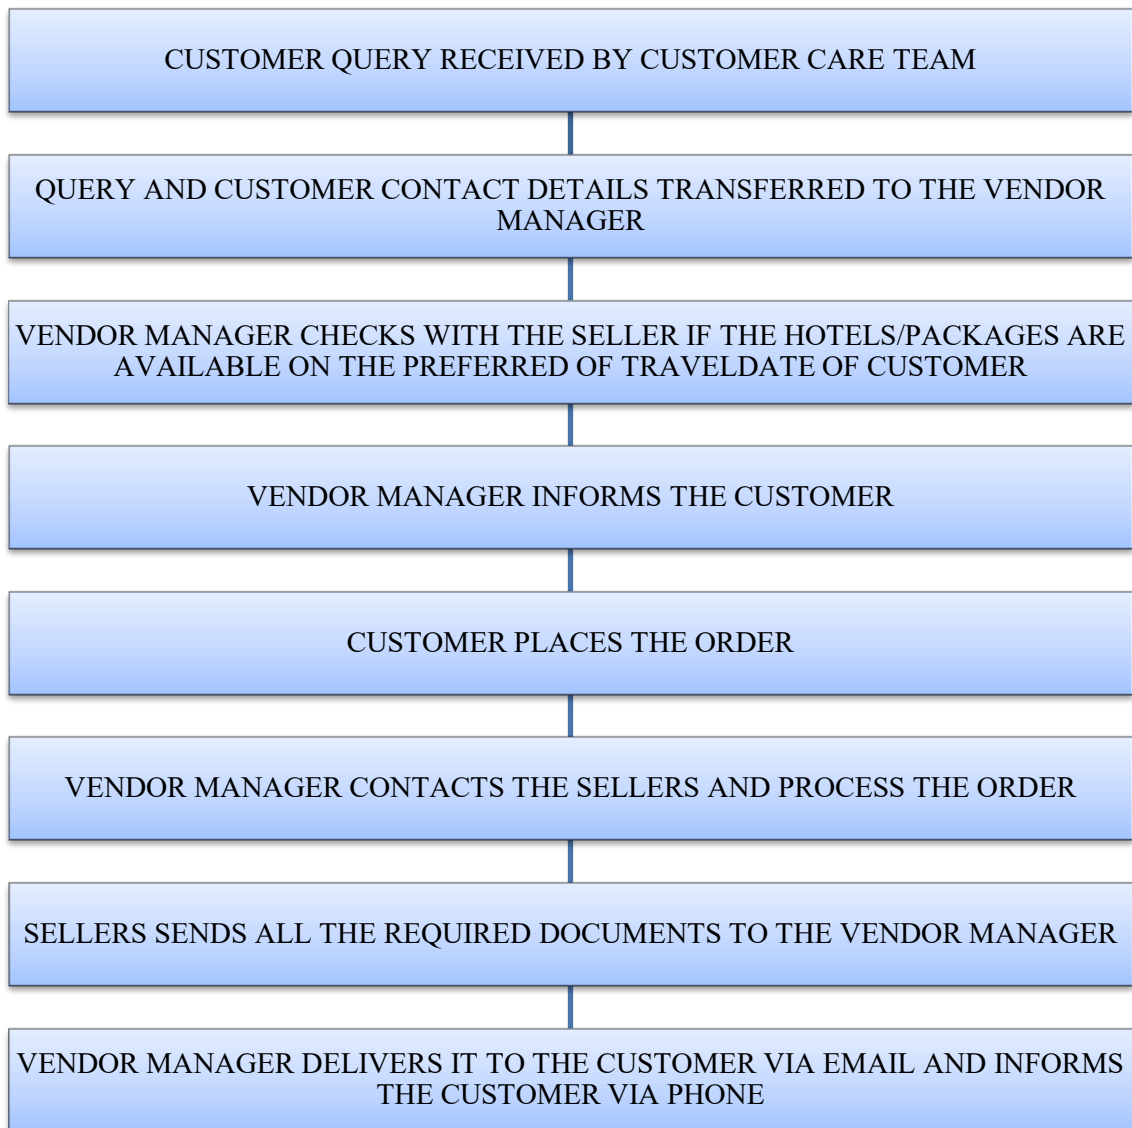 CUSTOMER QUERY RECEIVED BY CUSTOMER CARE TEAM
QUERY AND CUSTOMER CONTACT DETAILS TRANSFERRED TO THE VENDOR
MANAGER
VENDOR MANAGER CHECKS WITH THE SELLER IF THE HOTELS/PACKAGES ARE
AVAILABLE ON THE PREFERRED OF TRAVELDATE OF CUSTOMER
VENDOR MANAGER INFORMS THE CUSTOMER
CUSTOMER PLACES THE ORDER
VENDOR MANAGER CONTACTS THE SELLERS AND PROCESS THE ORDER
SELLERS SENDS ALL THE REQUIRED DOCUMENTS TO THE VENDOR MANAGER
VENDOR MANAGER DELIVERS IT TO THE CUSTOMER VIA EMAIL AND INFORMS
THE CUSTOMER VIA PHONE